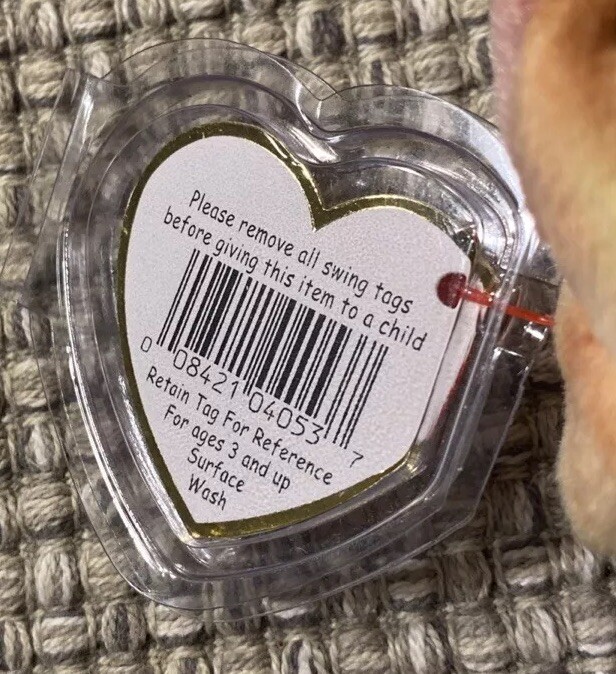 Please remove all swing tags
before giving this item to a child
0 08421 04053 7
Retain Tag For Reference
For ages 3 and up
Surface
Wash